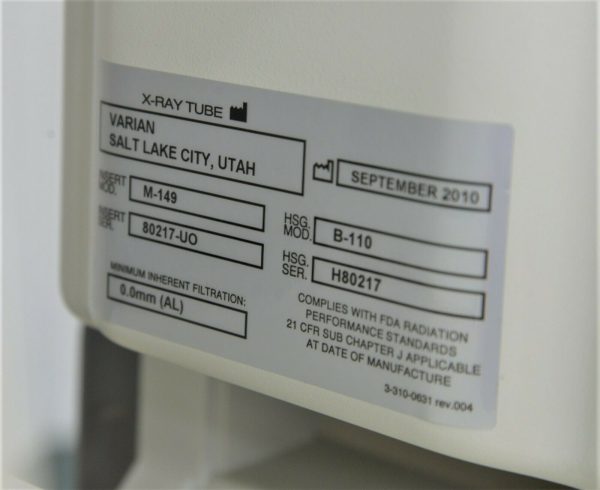 X-RAY TUBE
VARIAN
SALT LAKE CITY, UTAH
SEPTEMBER 2010
INSERT MOD. M-149
HSG. MOD. B-110
INSERT SER. 80217-UO
HSG. SER. H80217
MINIMUM INHERENT FILTRATION:
0.0mm (AL)
COMPLIES WITH FDA RADIATION
PERFORMANCE STANDARDS
21 CFR SUB CHAPTER J APPLICABLE
AT DATE OF MANUFACTURE
3-310-0631 rev.004